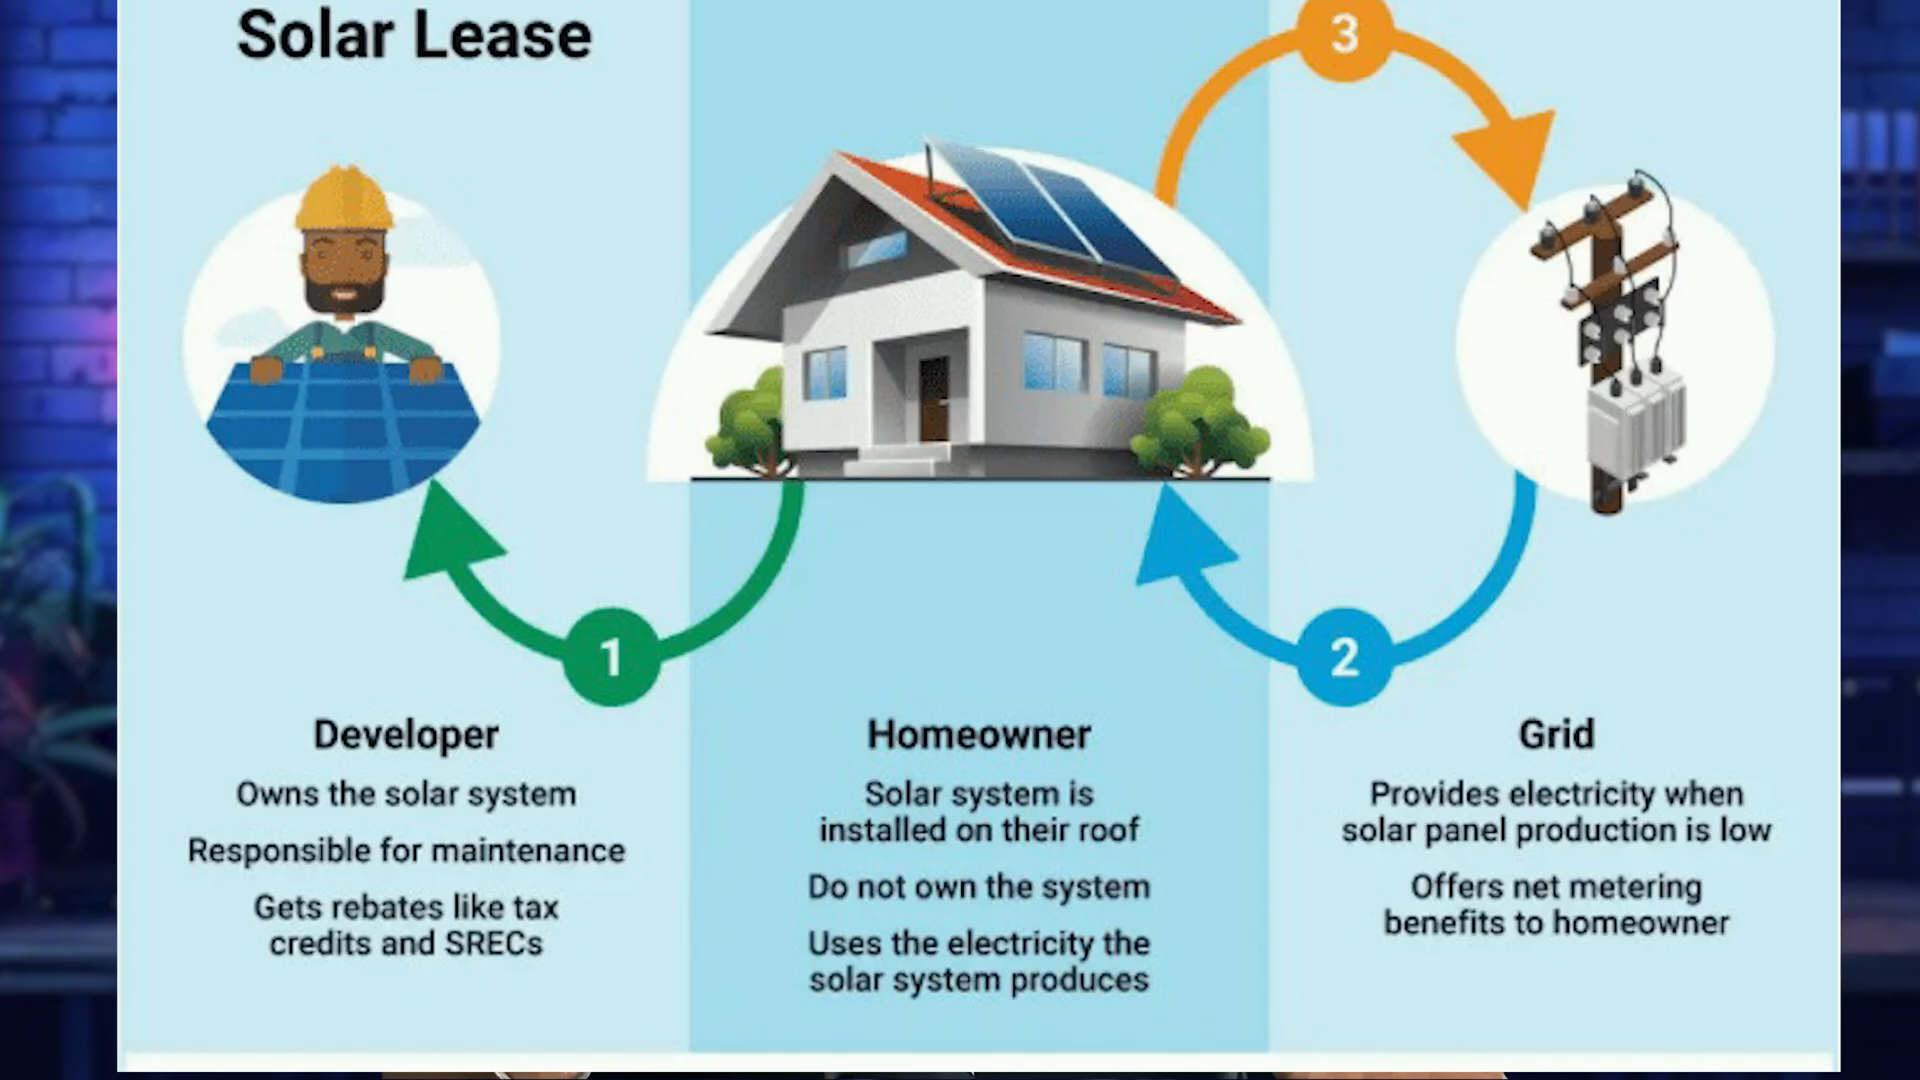 Solar Lease
3
1
2
Developer
Owns the solar system
Responsible for maintenance
Gets rebates like tax
credits and SRECs
Homeowner
Solar system is
installed on their roof
Do not own the system
Uses the electricity the
solar system produces
Grid
Provides electricity when
solar panel production is low
Offers net metering
benefits to homeowner